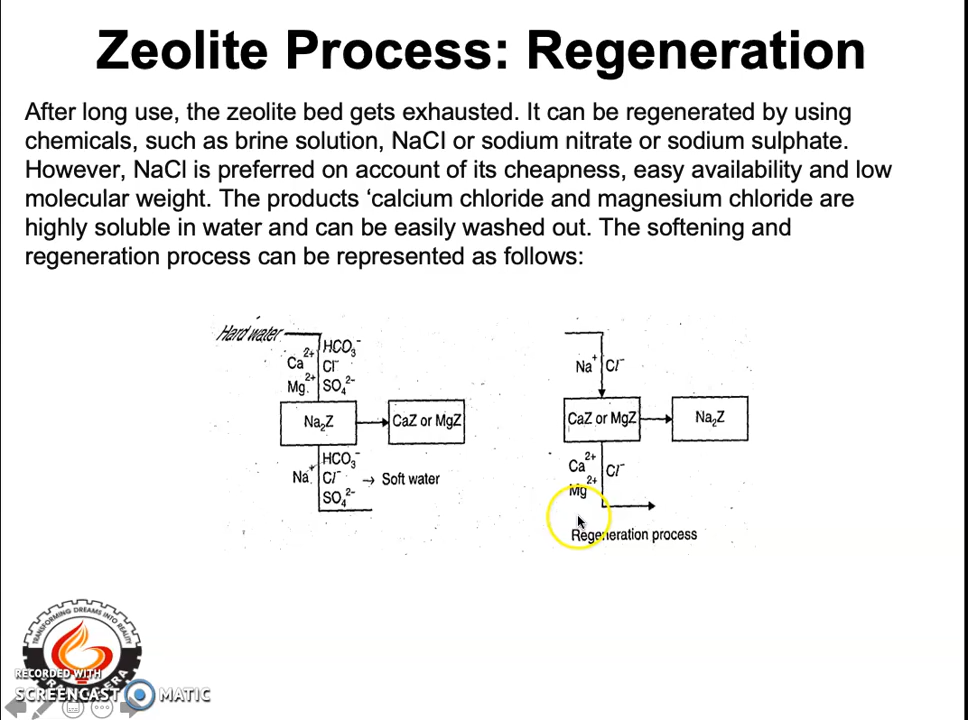 Zeolite Process: Regeneration
After long use, the zeolite bed gets exhausted. It can be regenerated by using
chemicals, such as brine solution, NaCl or sodium nitrate or sodium sulphate.
However, NaCl is preferred on account of its cheapness, easy availability and low
molecular weight. The products ‘calcium chloride and magnesium chloride are
highly soluble in water and can be easily washed out. The softening and
regeneration process can be represented as follows:
Hard water
Ca²⁺ HCO₃⁻
Cl⁻
Mg²⁺ SO₄²⁻
Na₂Z → CaZ or MgZ
Na⁺ HCO₃⁻
Cl⁻ → Soft water
SO₄²⁻
Na⁺ Cl⁻
CaZ or MgZ → Na₂Z
Ca²⁺ Cl⁻
Mg²⁺
Regeneration process
TRANSFORMING DREAMS INTO REALITY
RECORDED WITH
SCREENCAST MATIC